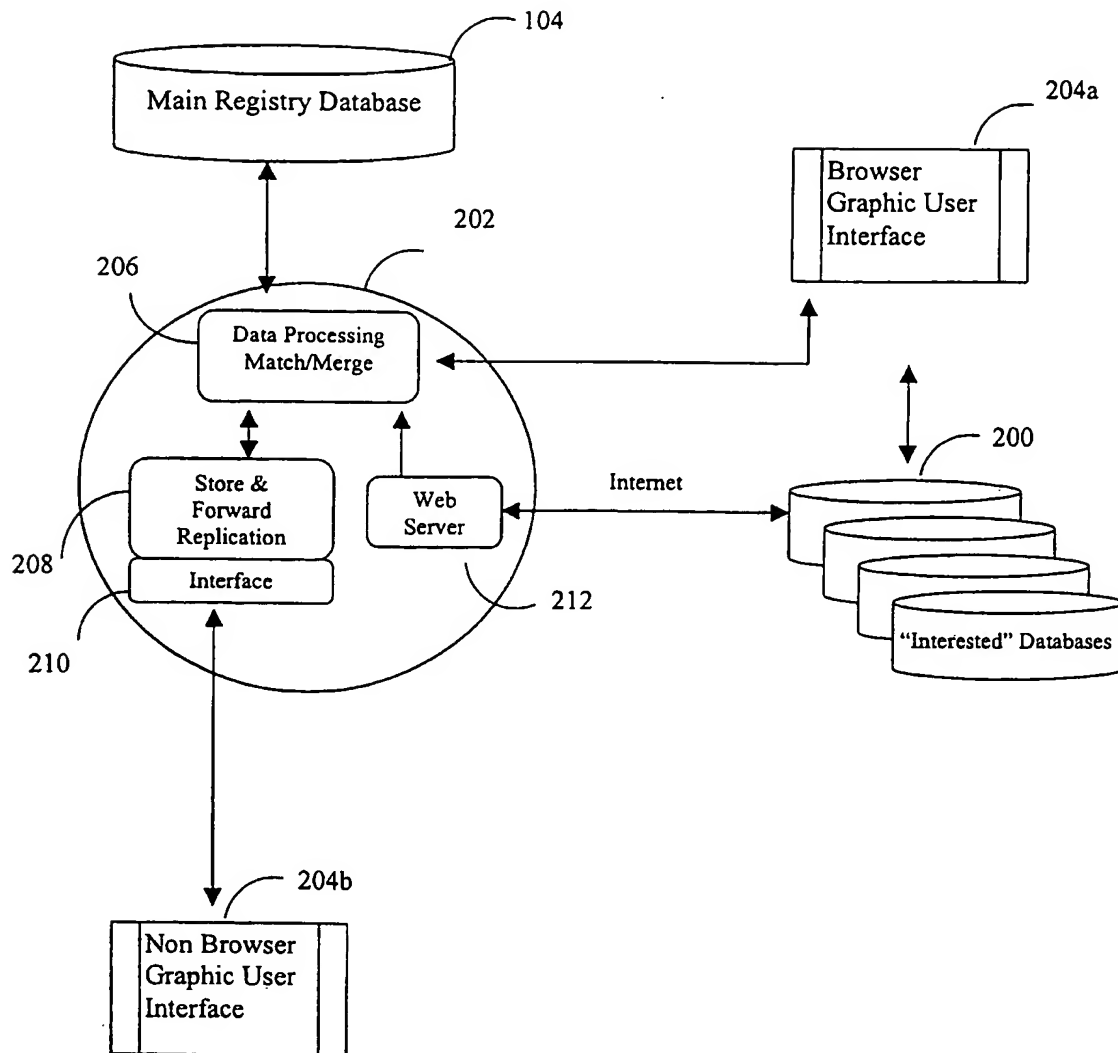 104
Main Registry Database
204a
Browser
Graphic User
Interface
202
206
Data Processing
Match/Merge
200
Store &
Forward
Replication
Web
Server
Internet
208
Interface
212
210
“Interested” Databases
204b
Non Browser
Graphic User
Interface